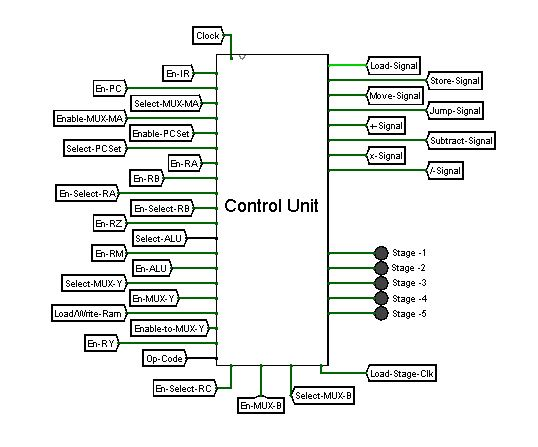 Clock
En-IR
En-PC
Select-MUX-MA
Enable-MUX-MA
Enable-PCSet
Select-PCSet
En-RA
En-RB
En-Select-RA
En-Select-RB
En-RZ
Select-ALU
En-RM
En-ALU
Select-MUX-Y
En-MUX-Y
Load/Write-Ram
Enable-to-MUX-Y
En-RY
Op-Code
En-Select-RC
En-MUX-B
Select-MUX-B
Control Unit
Load-Signal
Store-Signal
Move-Signal
Jump-Signal
+-Signal
Subtract-Signal
x-Signal
/-Signal
Stage -1
Stage -2
Stage -3
Stage -4
Stage -5
Load-Stage-Clk